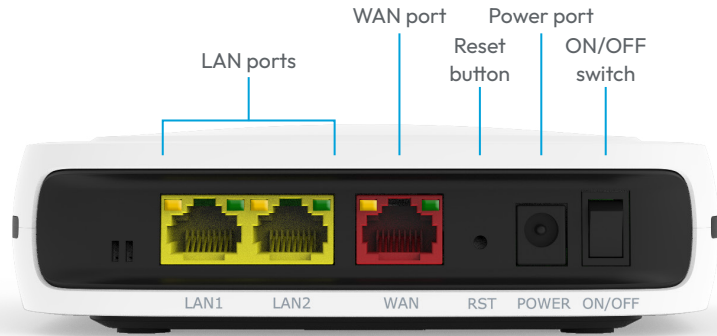 WAN port
Power port
LAN ports
Reset
button
ON/OFF
switch
LAN1
LAN2
WAN
RST
POWER
ON/OFF